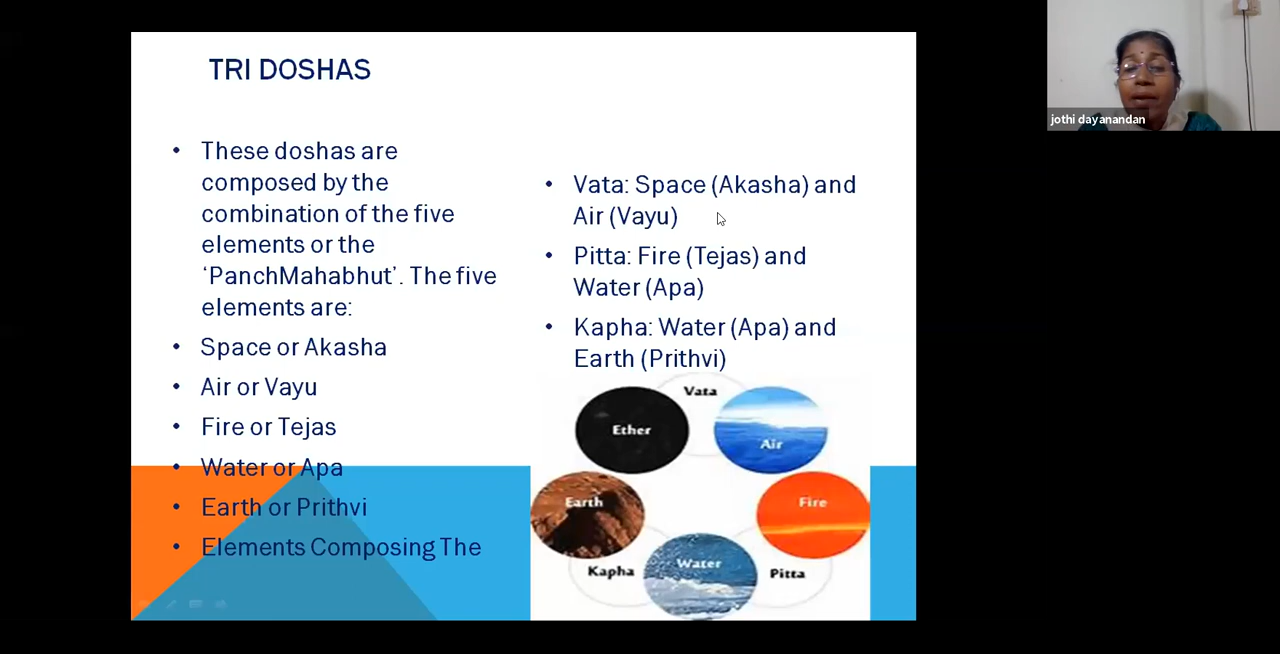 TRI DOSHAS
• These doshas are
composed by the
combination of the five
elements or the
‘PanchMahabhut’. The five
elements are:
• Space or Akasha
• Air or Vayu
• Fire or Tejas
• Water or Apa
• Earth or Prithvi
• Elements Composing The
• Vata: Space (Akasha) and
Air (Vayu)
• Pitta: Fire (Tejas) and
Water (Apa)
• Kapha: Water (Apa) and
Earth (Prithvi)
Vata
Ether
Air
Earth
Fire
Water
Kapha
Pitta
jothi dayanandan